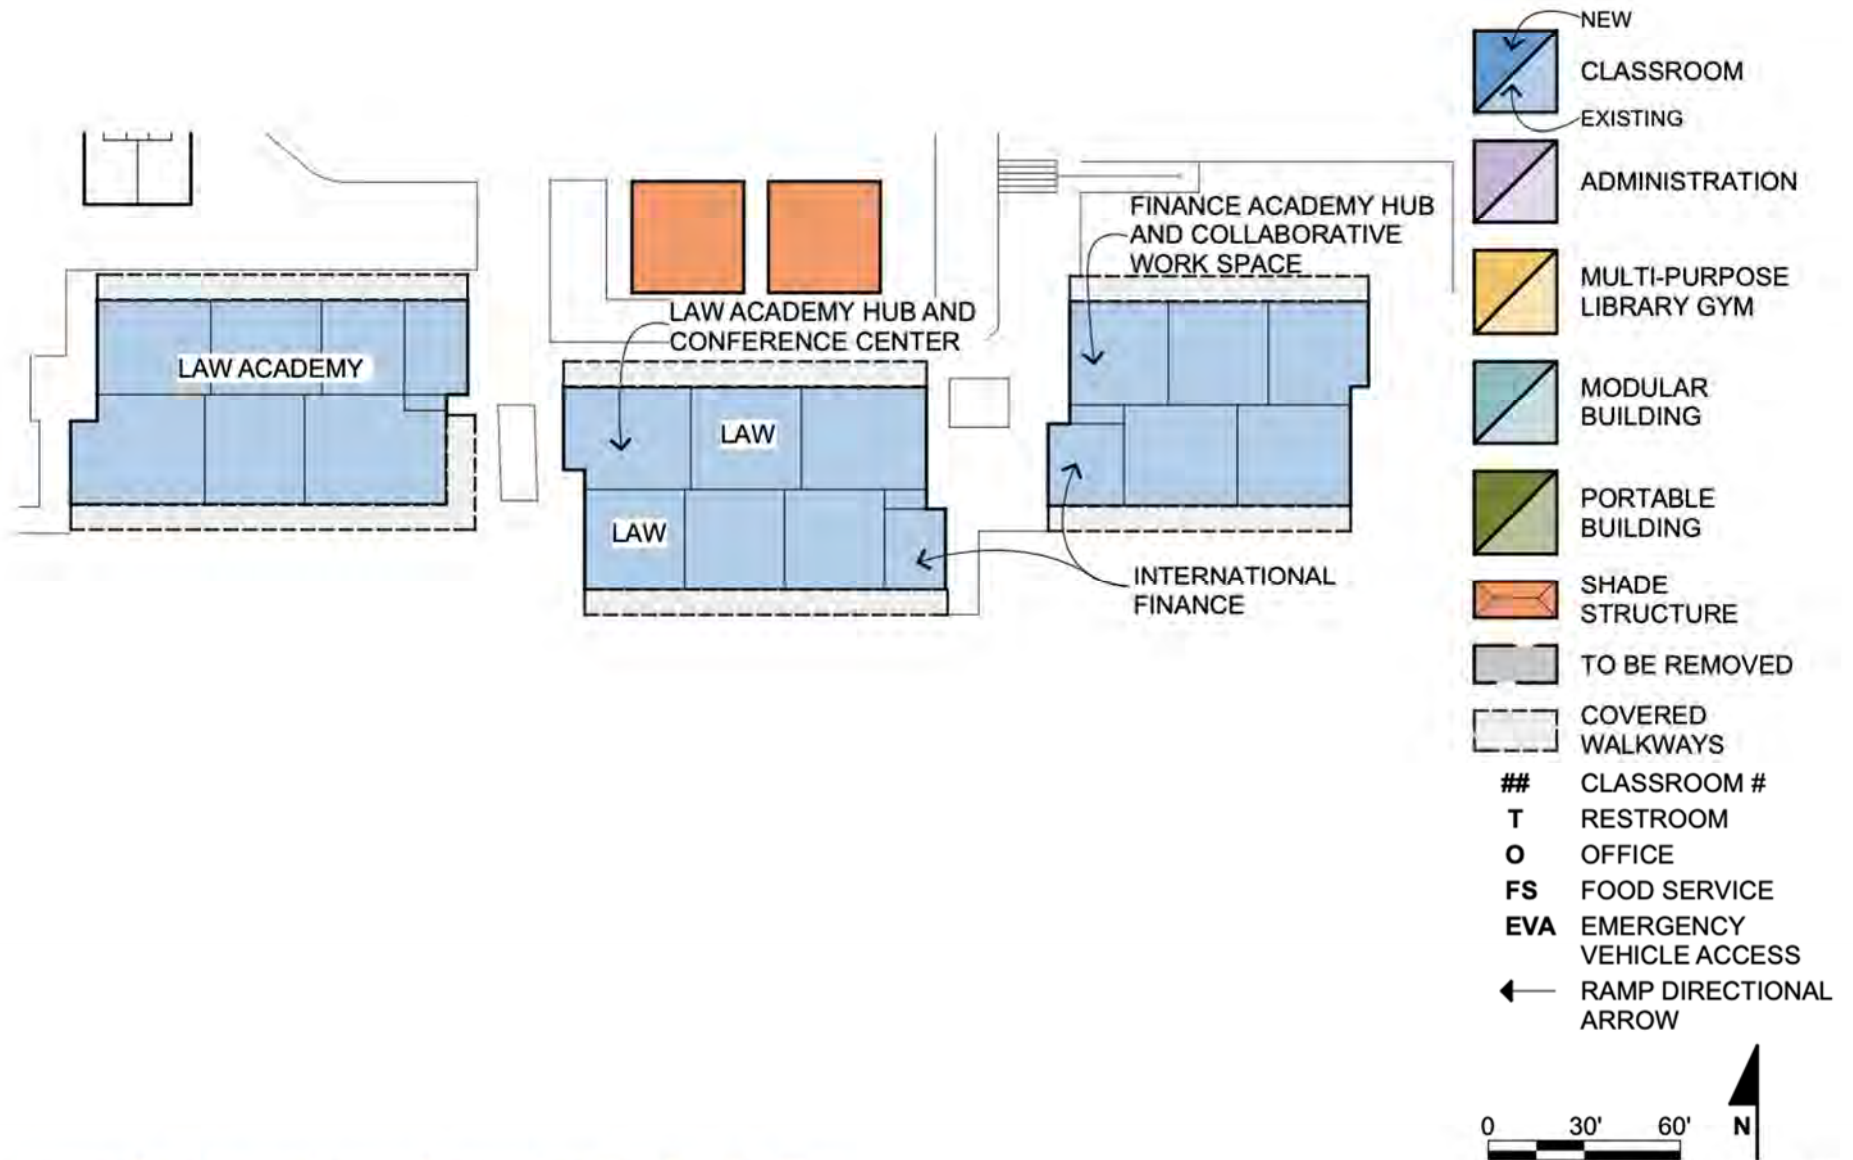 LAW ACADEMY
LAW ACADEMY HUB AND
CONFERENCE CENTER
LAW
LAW
FINANCE ACADEMY HUB
AND COLLABORATIVE
WORK SPACE
INTERNATIONAL
FINANCE
NEW
CLASSROOM
EXISTING
ADMINISTRATION
MULTI-PURPOSE
LIBRARY GYM
MODULAR
BUILDING
PORTABLE
BUILDING
SHADE
STRUCTURE
TO BE REMOVED
COVERED
WALKWAYS
## CLASSROOM #
T RESTROOM
O OFFICE
FS FOOD SERVICE
EVA EMERGENCY
VEHICLE ACCESS
RAMP DIRECTIONAL
ARROW
0 30' 60'
N